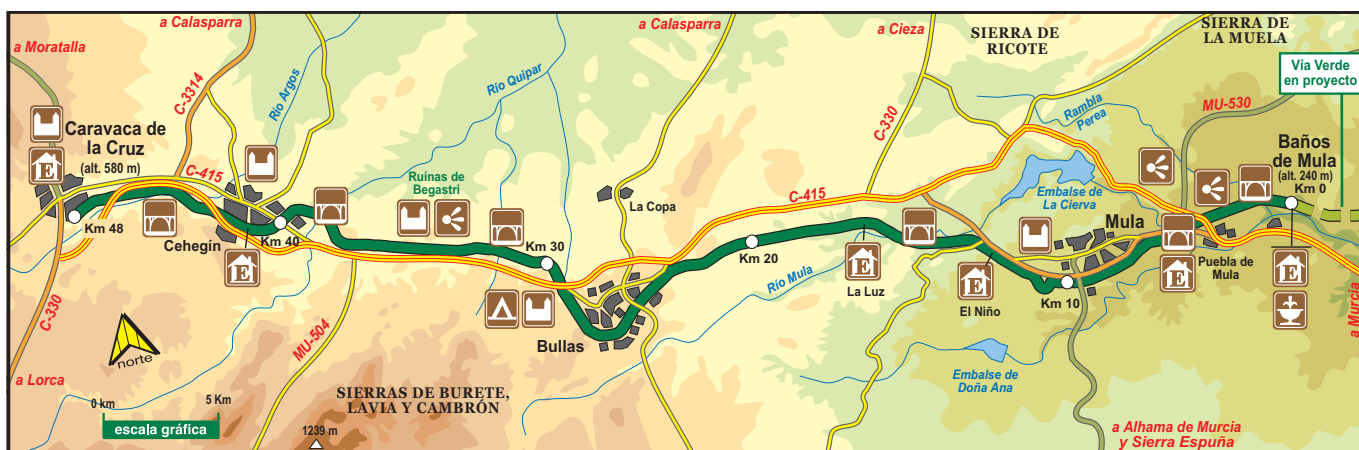 a Moratalla
a Calasparra
C-3314
Río Argos
Caravaca de
la Cruz
(alt. 580 m)
E
C-415
Km 48
Cehegín
E
Km 40
C-330
a Lorca
norte
0 km
5 Km
escala gráfica
MU-504
Ruínas de
Begastri
Río Quipar
Km 30
Bullas
SIERRAS DE BURETE,
LAVIA Y CAMBRÓN
1239 m
a Calasparra
La Copa
C-415
Km 20
Río Mula
a Cieza
C-330
E
La Luz
SIERRA DE
RICOTE
SIERRA DE
LA MUELA
Vía Verde
en proyecto
MU-530
Rambla
Perea
Embalse de
La Cierva
Mula
E
El Niño
Km 10
Embalse de
Doña Ana
E
Puebla de
Mula
Baños
de Mula
(alt. 240 m)
Km 0
E
a Murcia
a Alhama de Murcia
y Sierra Espuña